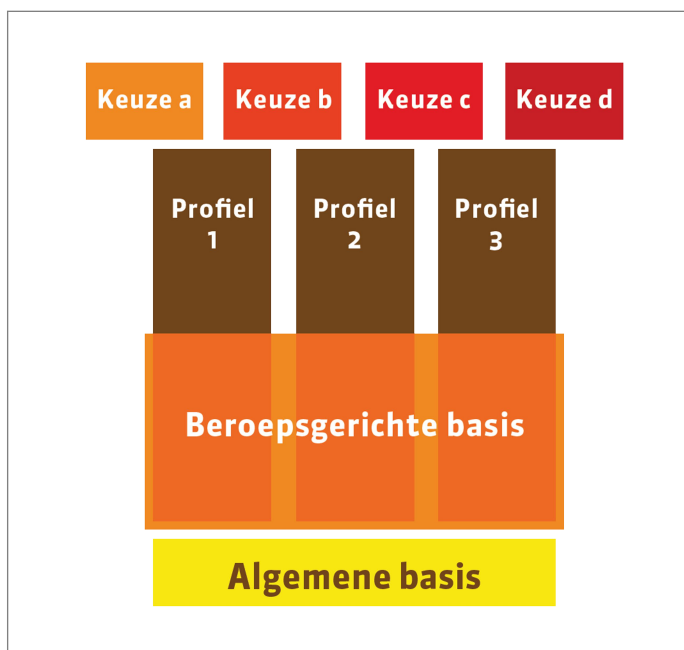 Keuze a
Keuze b
Keuze c
Keuze d
Profiel
1
Profiel
2
Profiel
3
Beroepsgerichte basis
Algemene basis